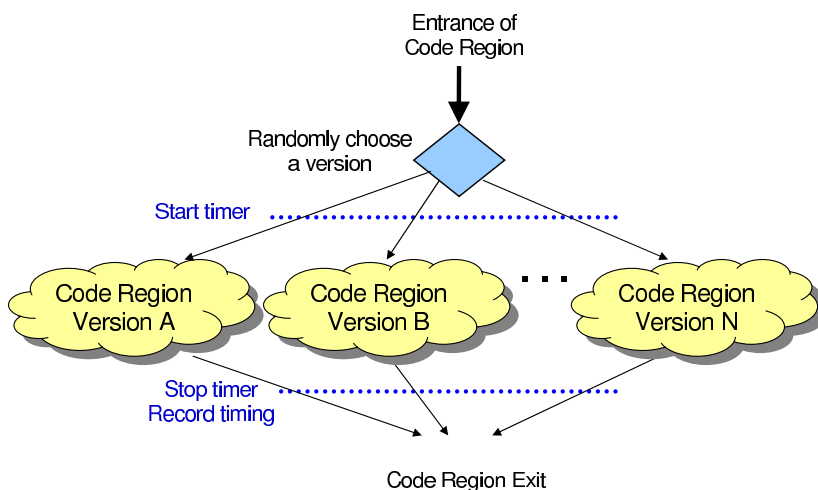 Entrance of
Code Region
Randomly choose
a version
Start timer
Code Region
Version A
Code Region
Version B
...
Code Region
Version N
Stop timer
Record timing
Code Region Exit